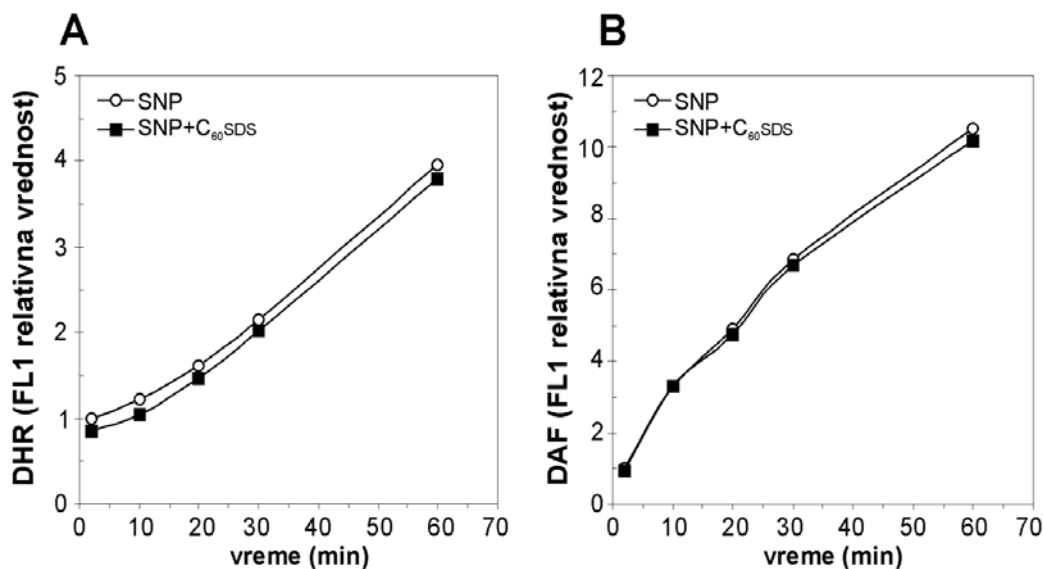 A
DHR (FL1 relativna vrednost)
5
4
3
2
1
0
SNP
SNP+C₆₀SDS
0 10 20 30 40 50 60 70
vreme (min)
B
DAF (FL1 relativna vrednost)
12
10
8
6
4
2
0
SNP
SNP+C₆₀SDS
0 10 20 30 40 50 60 70
vreme (min)